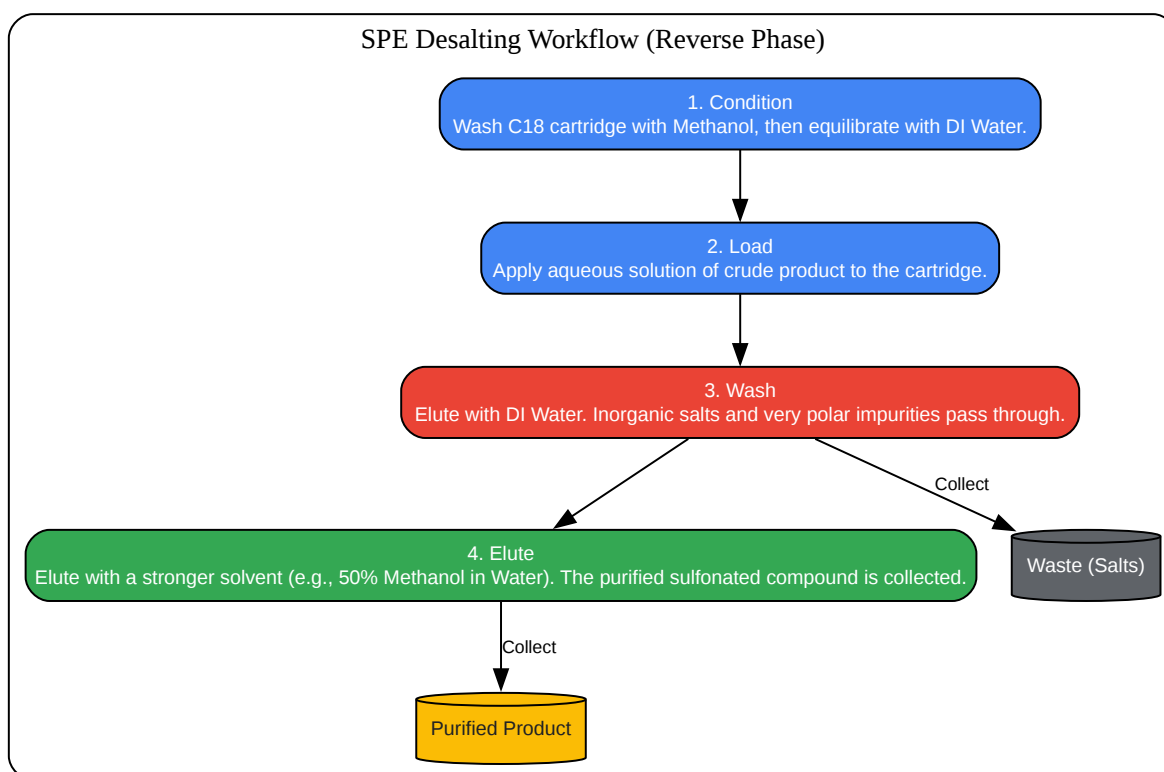 SPE Desalting Workflow (Reverse Phase)
1. Condition
Wash C18 cartridge with Methanol, then equilibrate with DI Water.
2. Load
Apply aqueous solution of crude product to the cartridge.
3. Wash
Elute with DI Water. Inorganic salts and very polar impurities pass through.
Collect
4. Elute
Elute with a stronger solvent (e.g., 50% Methanol in Water). The purified sulfonated compound is collected.
Waste (Salts)
Collect
Purified Product